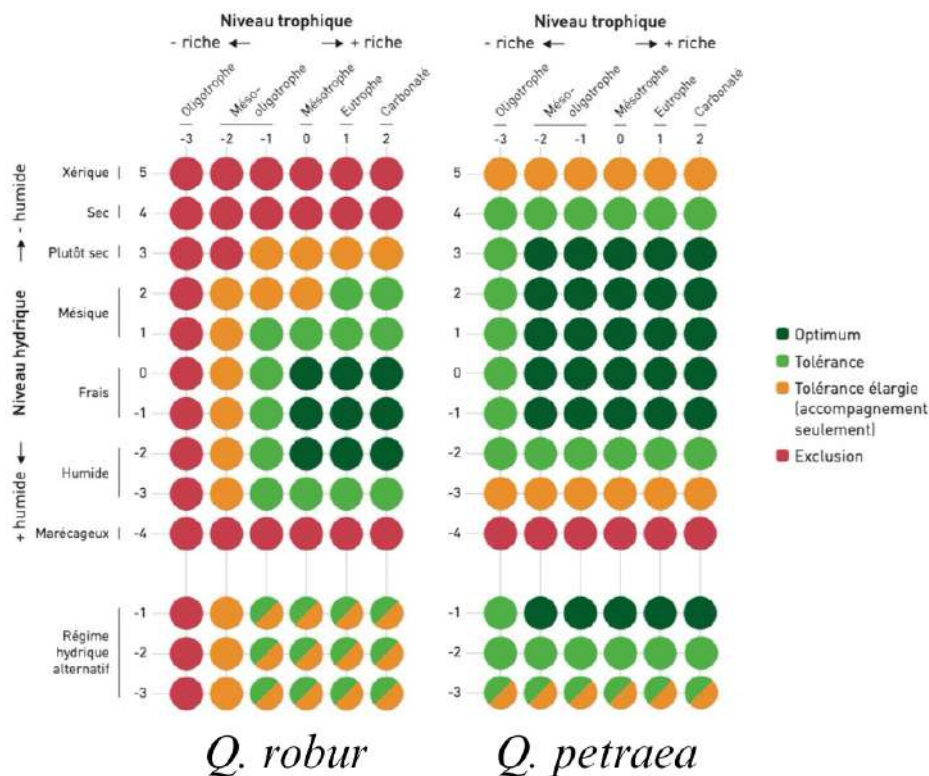 Niveau trophique
- riche ← → + riche
Oligotrophe
Méso-
oligotrophe
Mésotrophe
Eutrophe
Carbonaté
-3 -2 -1 0 1 2
Niveau trophique
- riche ← → + riche
Oligotrophe
Méso-
oligotrophe
Mésotrophe
Eutrophe
Carbonaté
-3 -2 -1 0 1 2
Niveau hydrique
→ - humide
+ humide ←
Xérique 5
Sec 4
Plutôt sec 3
Mésique
2
1
Frais
0
-1
Humide
-2
-3
Marécageux -4
Régime
hydrique
alternatif
-1
-2
-3
5
4
3
2
1
0
-1
-2
-3
-4
-1
-2
-3
Optimum
Tolérance
Tolérance élargie
(accompagnement
seulement)
Exclusion
Q. robur
Q. petraea